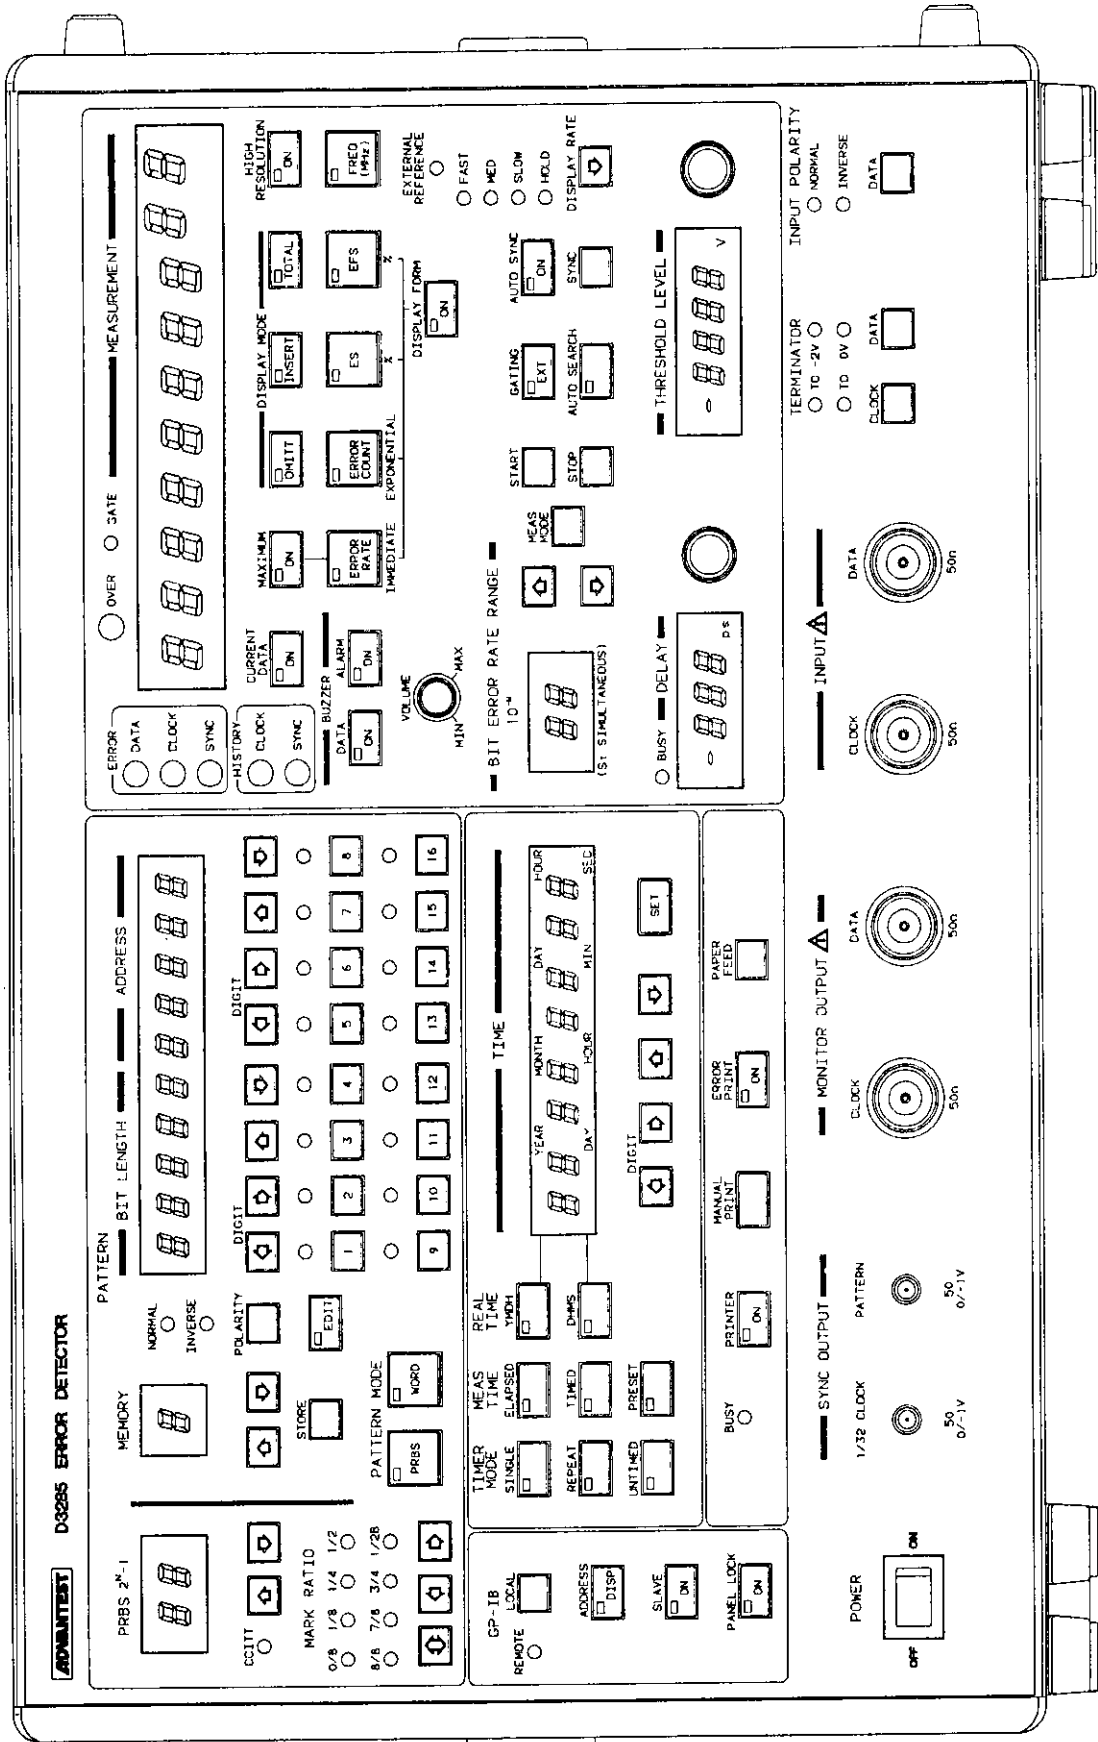 ADVANTEST D3285 ERROR DETECTOR
PRBS 2ᴺ-1
CCITT
MARK RATIO
0/8 1/8 1/4 1/2
8/8 7/8 3/4 1/2B
MEMORY
STORE
PATTERN MODE
PRBS
WORD
PATTERN
NORMAL
INVERSE
POLARITY
EDIT
BIT LENGTH
ADDRESS
DIGIT
DIGIT
1 2 3 4 5 6 7 8
9 10 11 12 13 14 15 16
GP-IB
REMOTE
LOCAL
ADDRESS
DISP
SLAVE
ON
PANEL LOCK
ON
TIMER MODE
SINGLE
REPEAT
UNTIMED
MEAS TIME
ELAPSED
TIMED
PRESET
REAL TIME
YMDH
DHMS
TIME
YEAR MONTH DAY HOUR
DAY HOUR MIN SEC
DIGIT
SET
BUSY
PRINTER
ON
MANUAL PRINT
ERROR PRINT
ON
PAPER FEED
ERROR
DATA
CLOCK
SYNC
HISTORY
CLOCK
SYNC
OVER
GATE
MEASUREMENT
CURRENT DATA
ON
MAXIMUM
ON
DISPLAY MODE
OMITT
INSERT
TOTAL
HIGH RESOLUTION
ON
BUZZER
DATA
ON
ALARM
ON
VOLUME
MIN
MAX
ERROR RATE
ERROR COUNT
ES
EFS
FREQ (MHz)
IMMEDIATE EXPONENTIAL % %
DISPLAY FORM
ON
EXTERNAL REFERENCE
FAST
MED
SLOW
HOLD
DISPLAY RATE
BIT ERROR RATE RANGE
10⁻ᴺ
(S: SIMULTANEOUS)
MEAS MODE
START
STOP
GATING
EXT
AUTO SEARCH
AUTO SYNC
ON
SYNC
BUSY
DELAY
ps
THRESHOLD LEVEL
V
POWER
OFF
ON
SYNC OUTPUT
1/32 CLOCK
50
0/-1V
PATTERN
50
0/-1V
MONITOR OUTPUT
CLOCK
50Ω
DATA
50Ω
INPUT
CLOCK
50Ω
DATA
50Ω
TERMINATOR
TO -2V
TO 0V
CLOCK
DATA
INPUT POLARITY
NORMAL
INVERSE
DATA